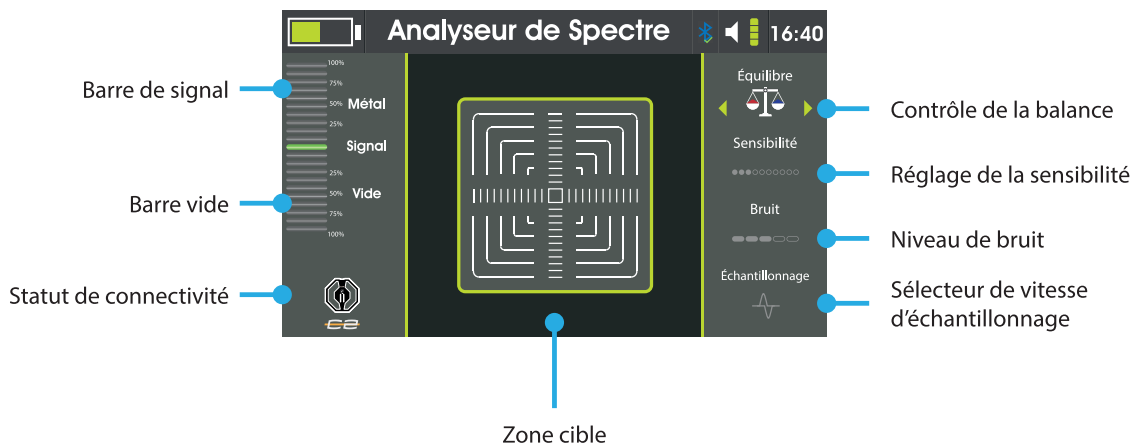 Analyseur de Spectre
16:40
Barre de signal
Barre vide
Statut de connectivité
100%
75%
50%
25%
Métal
Signal
25%
50%
75%
100%
Vide
Équilibre
Sensibilité
Bruit
Échantillonnage
Contrôle de la balance
Réglage de la sensibilité
Niveau de bruit
Sélecteur de vitesse
d'échantillonnage
Zone cible